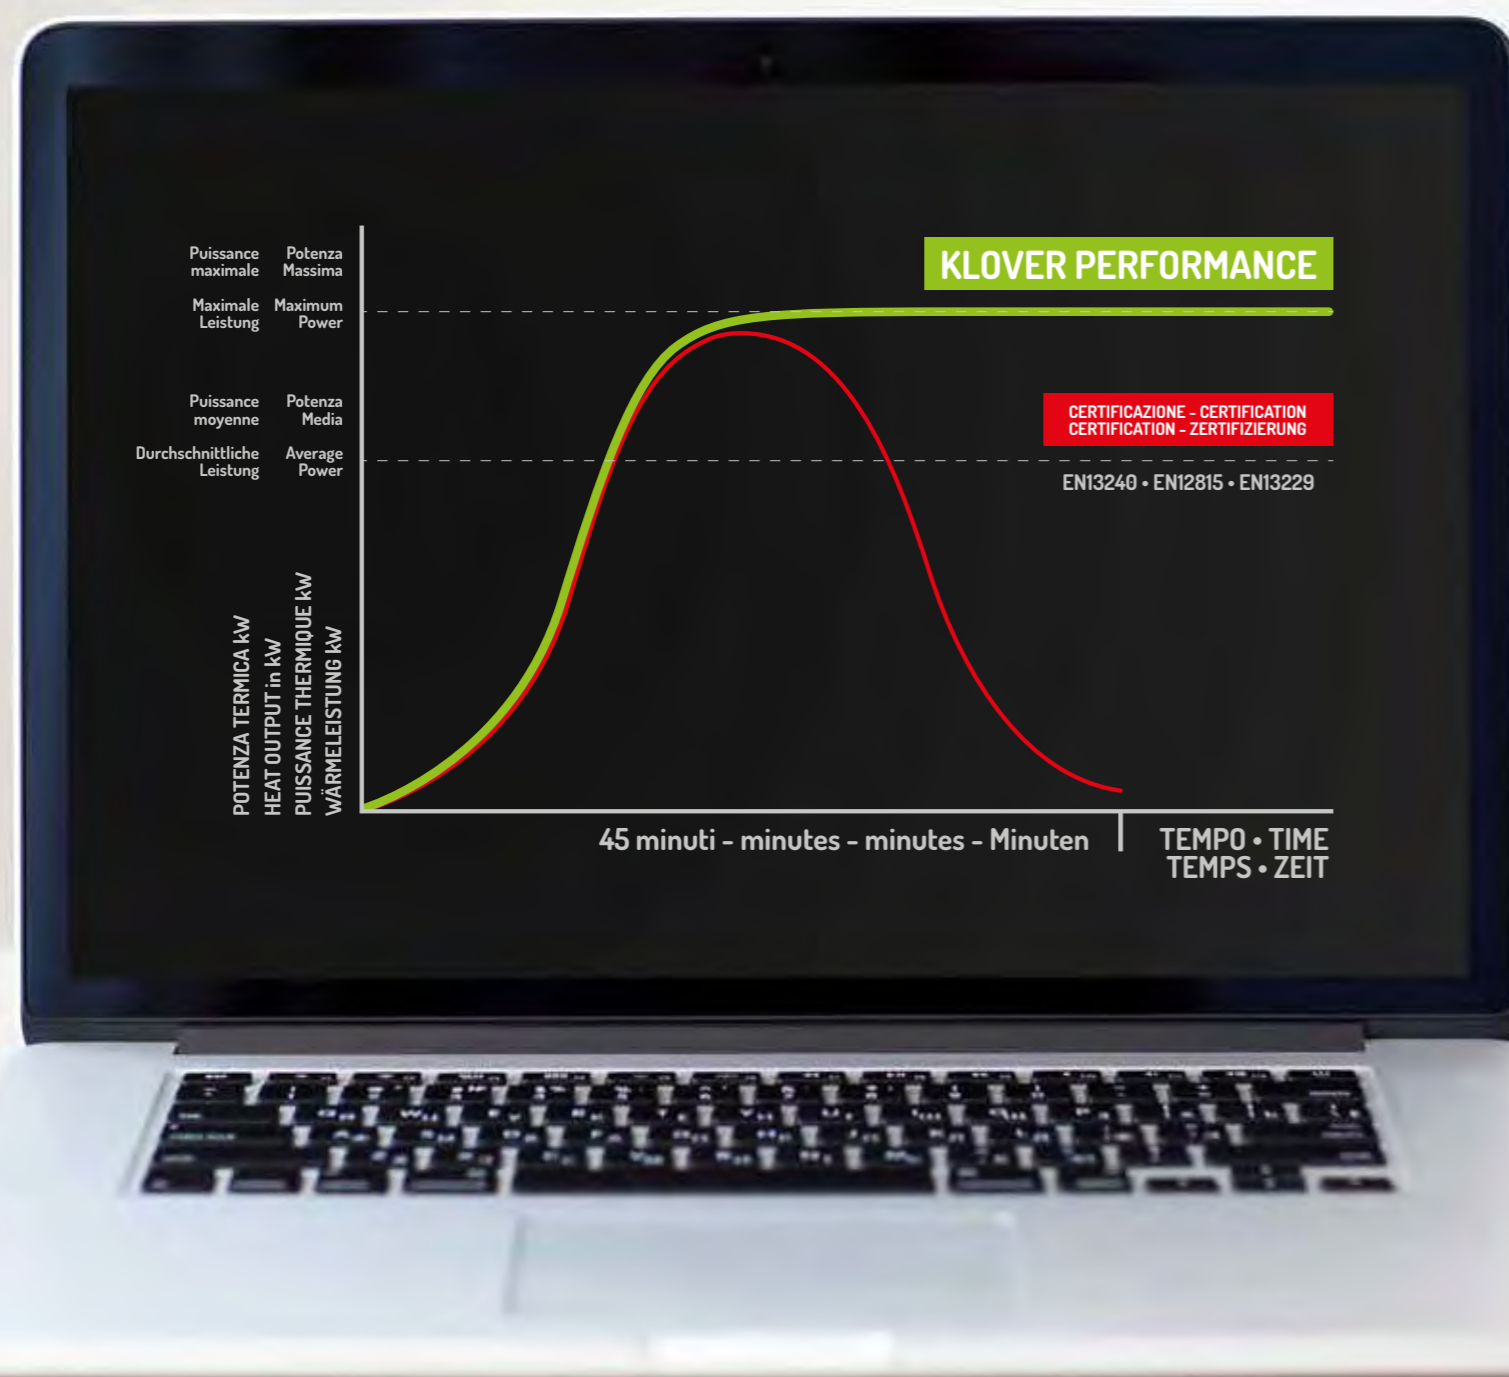 KLOVER PERFORMANCE
Puissance
maximale
Potenza
Massima
Maximale
Leistung
Maximum
Power
Puissance
moyenne
Potenza
Media
CERTIFICAZIONE - CERTIFICATION
CERTIFICATION - ZERTIFIZIERUNG
Durchschnittliche
Leistung
Average
Power
EN13240 • EN12815 • EN13229
POTENZA TERMICA kW
HEAT OUTPUT in kW
PUISSANCE THERMIQUE kW
WÄRMELEISTUNG kW
45 minuti - minutes - minutes - Minuten
TEMPO • TIME
TEMPS • ZEIT